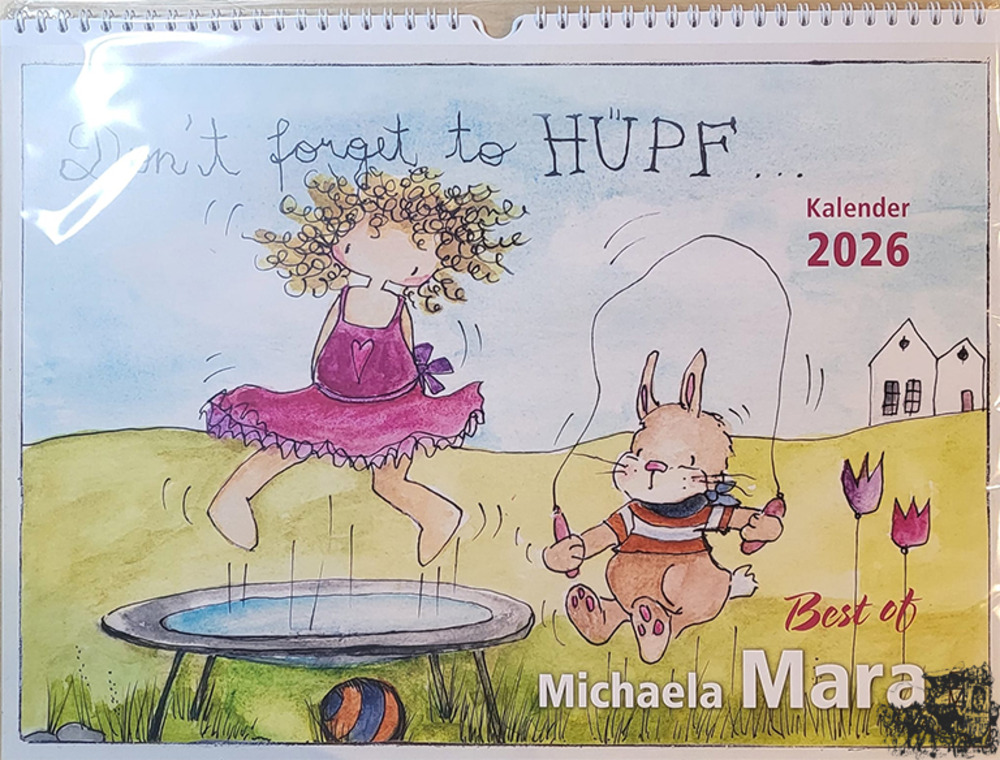 Don't forget to HÜPF...
Kalender
2026
Best of
Michaela Mara